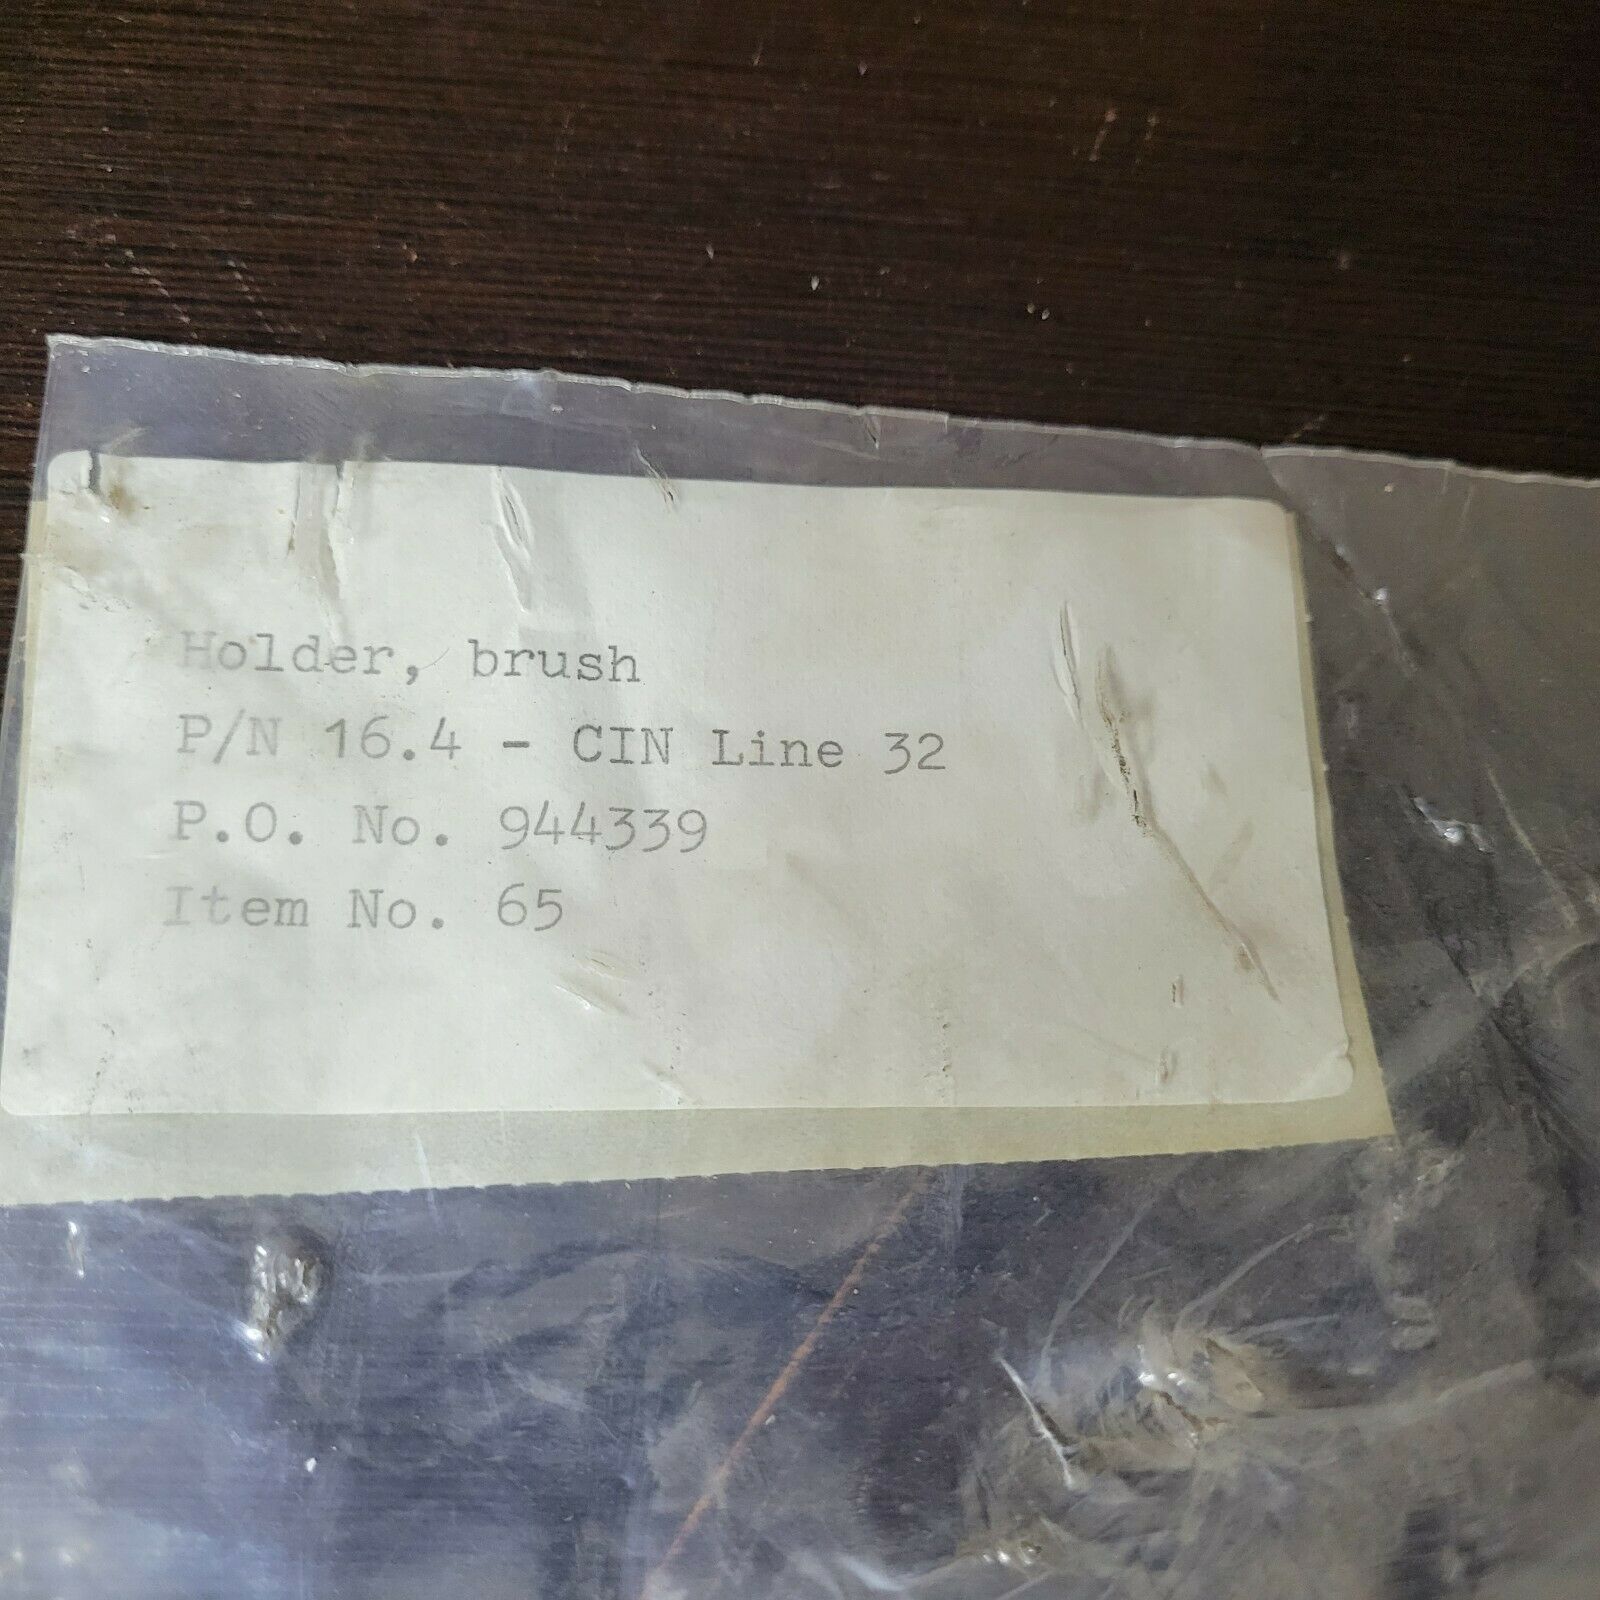 Holder, brush
P/N 16.4 - CIN Line 32
P.O. No. 944339
Item No. 65